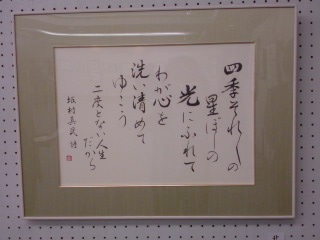 四季それ〲の
星ぼしの
光にふれて
わが心を
洗い清めて
ゆこう
二度とない人生
だから
坂村真民 詩